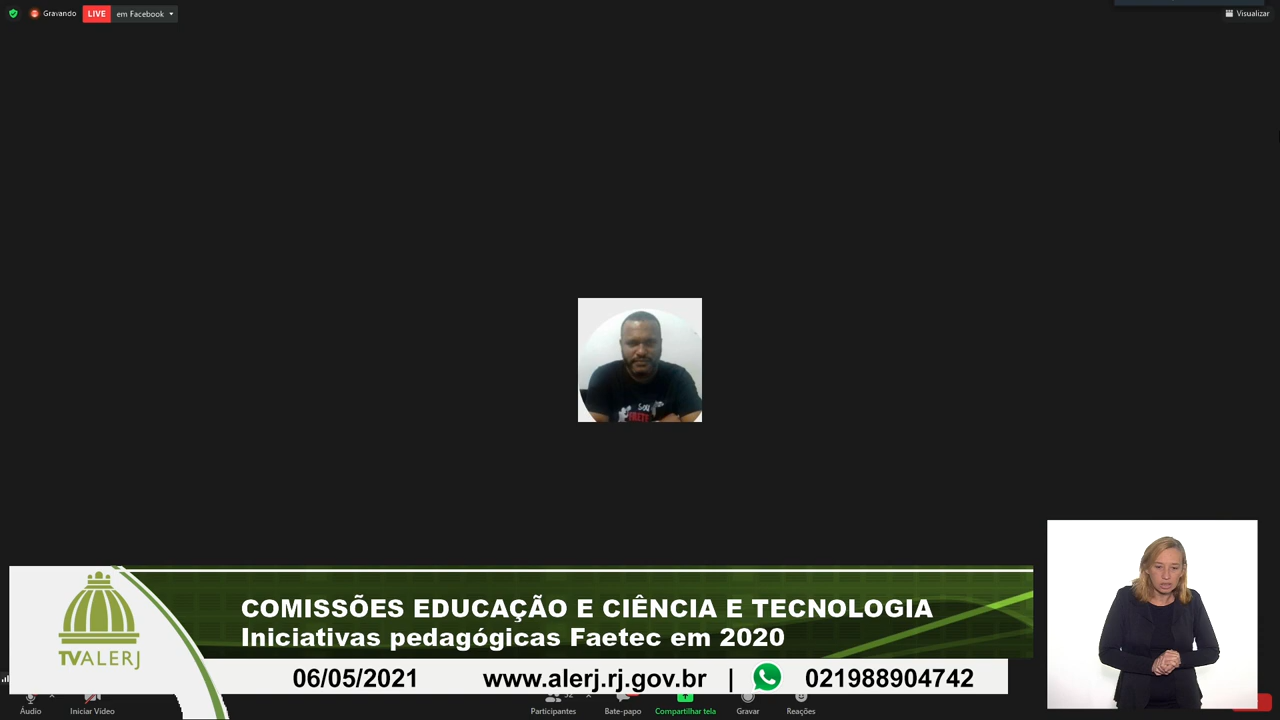 Gravando
LIVE
em Facebook
Visualizar
SOU
COMISSÕES EDUCAÇÃO E CIÊNCIA E TECNOLOGIA
Iniciativas pedagógicas Faetec em 2020
TVALERJ
06/05/2021 www.alerj.rj.gov.br | 021988904742
Áudio
Iniciar Vídeo
Participantes
Bate-papo
Compartilhar tela
Gravar
Reações